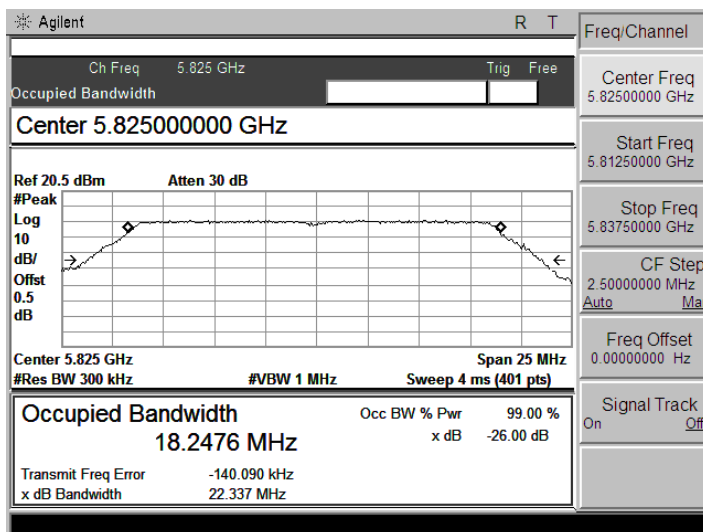 Agilent R T
Ch Freq 5.825 GHz Trig Free
Occupied Bandwidth
Center 5.825000000 GHz
Ref 20.5 dBm Atten 30 dB
#Peak
Log
10
dB/
Offst
0.5
dB
Center 5.825 GHz Span 25 MHz
#Res BW 300 kHz #VBW 1 MHz Sweep 4 ms (401 pts)
Occupied Bandwidth Occ BW % Pwr 99.00 %
18.2476 MHz x dB -26.00 dB
Transmit Freq Error -140.090 kHz
x dB Bandwidth 22.337 MHz
Freq/Channel
Center Freq
5.82500000 GHz
Start Freq
5.81250000 GHz
Stop Freq
5.83750000 GHz
CF Step
2.50000000 MHz
Auto Ma
Freq Offset
0.00000000 Hz
Signal Track
On Off